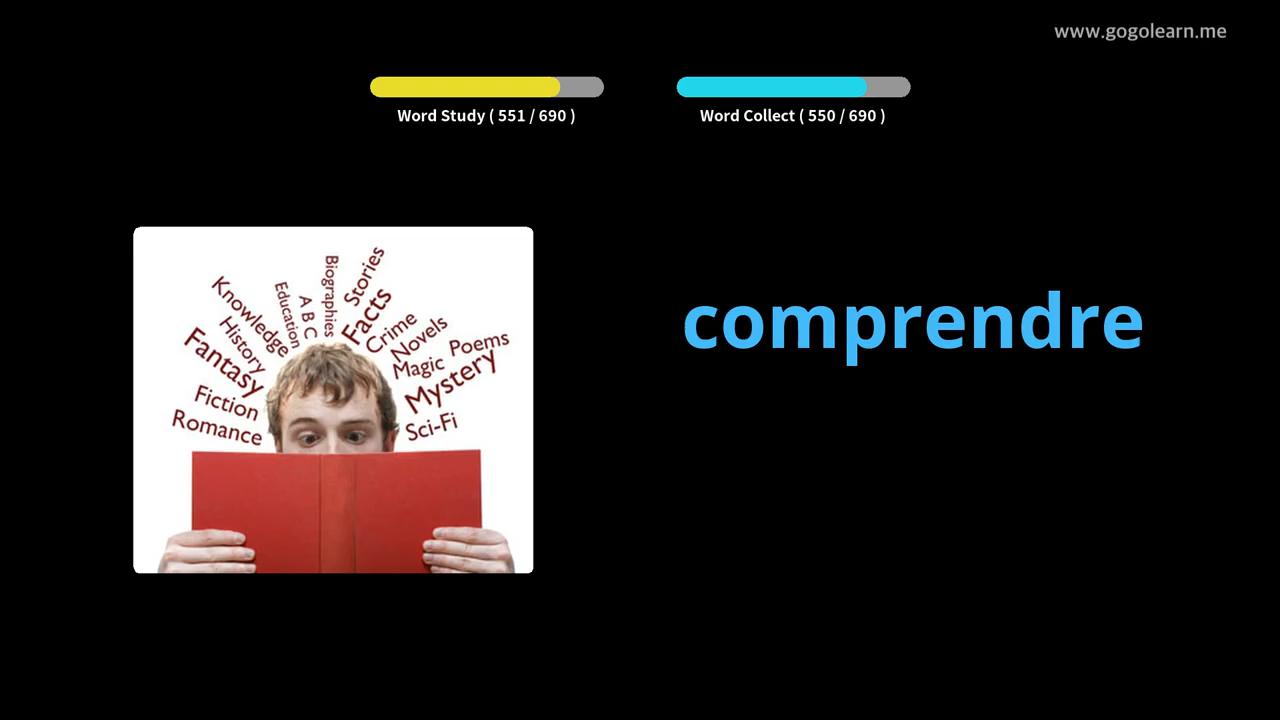 www.gogolearn.me
Word Study ( 551 / 690 )
Word Collect ( 550 / 690 )
comprendre
Stories
Biographies
Facts
A B C
Education
Knowledge
Crime
Novels
History
Poems
Fantasy
Magic
Mystery
Fiction
Sci-Fi
Romance